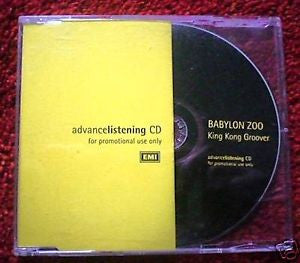 advancelistening CD
for promotional use only
EMI
BABYLON ZOO
King Kong Groover
advancelistening CD
for promotional use only